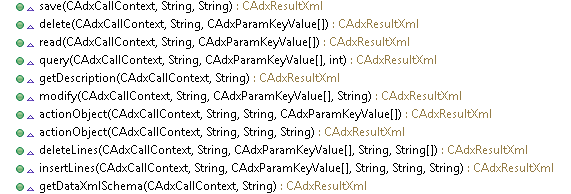 save(CAdxCallContext, String, String) : CAdxResultXml
delete(CAdxCallContext, String, CAdxParamKeyValue[]) : CAdxResultXml
read(CAdxCallContext, String, CAdxParamKeyValue[]) : CAdxResultXml
query(CAdxCallContext, String, CAdxParamKeyValue[], int) : CAdxResultXml
getDescription(CAdxCallContext, String) : CAdxResultXml
modify(CAdxCallContext, String, CAdxParamKeyValue[], String) : CAdxResultXml
actionObject(CAdxCallContext, String, String, CAdxParamKeyValue[]) : CAdxResultXml
actionObject(CAdxCallContext, String, String, String) : CAdxResultXml
deleteLines(CAdxCallContext, String, CAdxParamKeyValue[], String, String[]) : CAdxResultXml
insertLines(CAdxCallContext, String, CAdxParamKeyValue[], String, String, String) : CAdxResultXml
getDataXmlSchema(CAdxCallContext, String) : CAdxResultXml